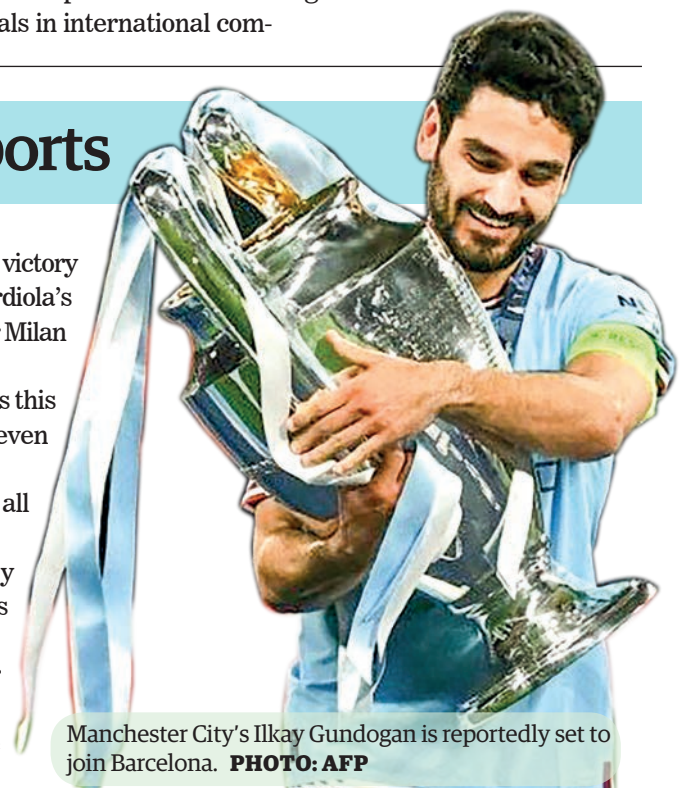 als in international com-
orts
victory
rdiola's
Milan
s this
even
all
y
s
Manchester City's Ilkay Gundogan is reportedly set to
join Barcelona. PHOTO: AFP